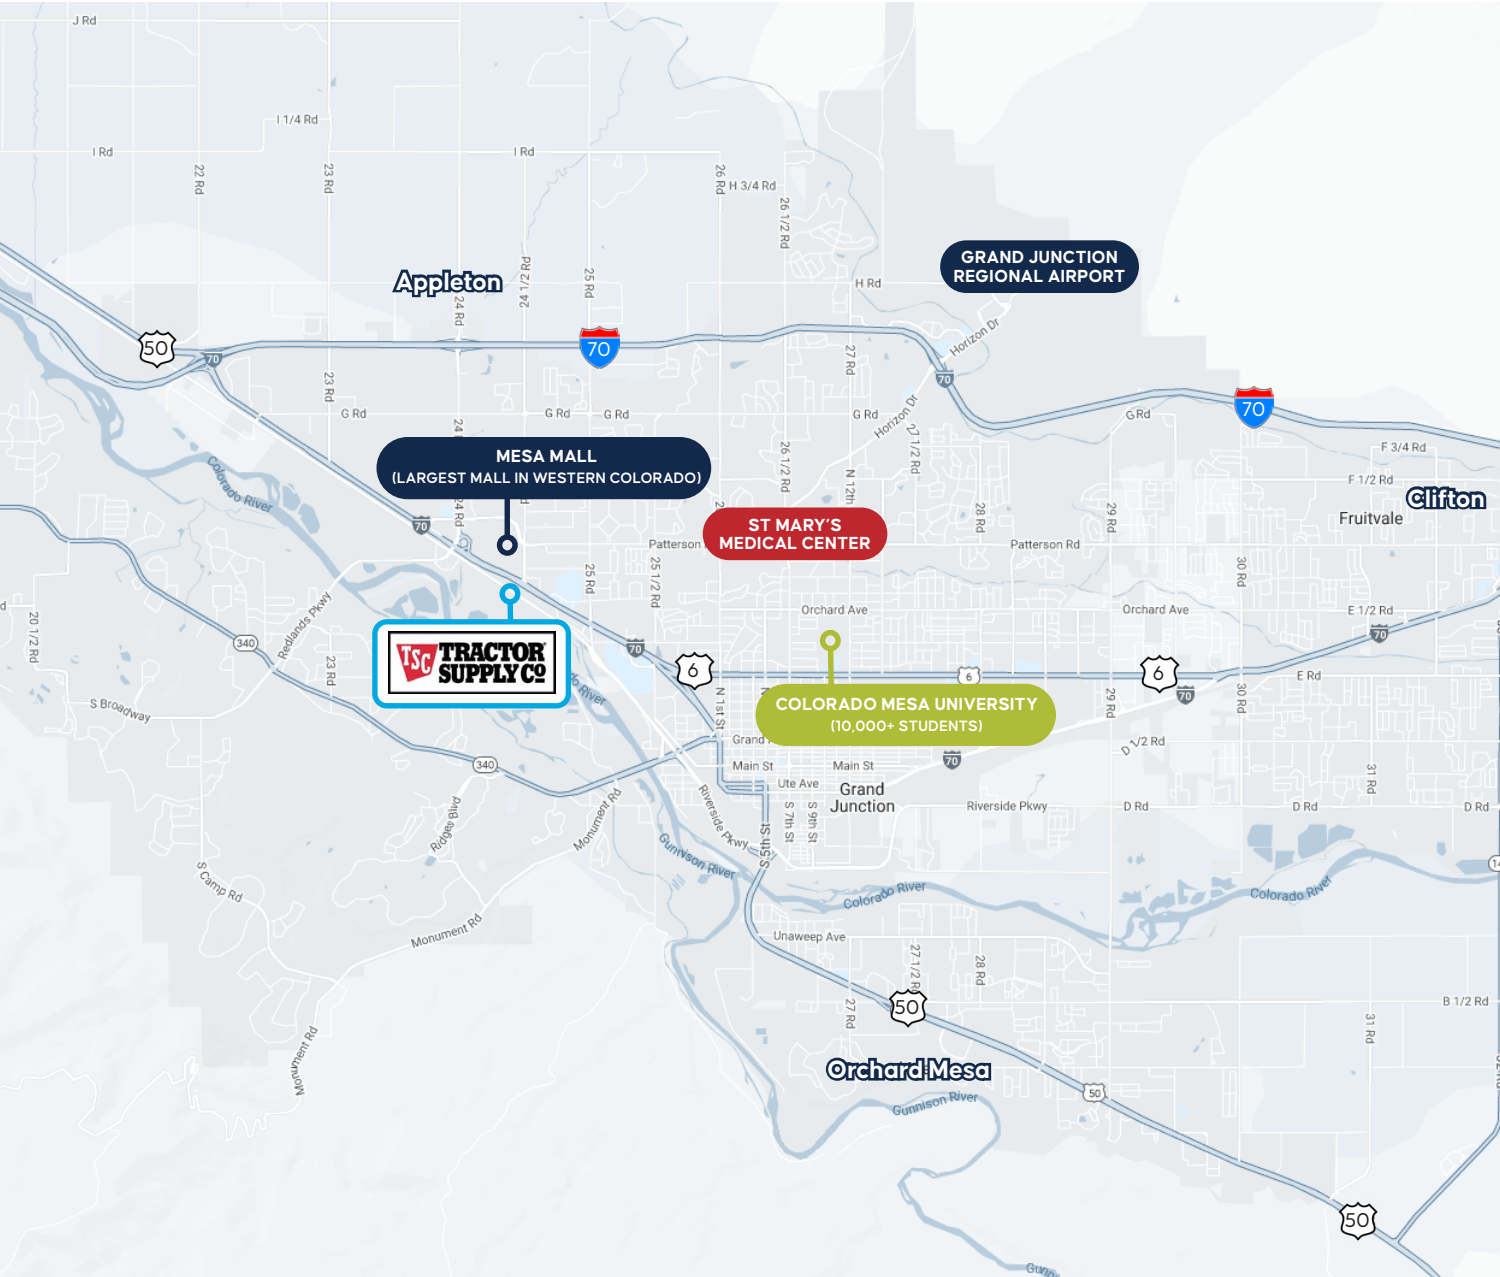 J Rd
I 1/4 Rd
I Rd
I Rd
22 Rd
23 Rd
26 Rd
H 3/4 Rd
26 1/2 Rd
GRAND JUNCTION
REGIONAL AIRPORT
Appleton
24 1/2 Rd
25 Rd
H Rd
24 Rd
50
70
70
Horizon Dr
27 Rd
70
23 Rd
G Rd
G Rd
G Rd
G Rd
Horizon Dr
G Rd
70
27 1/2 Rd
F 3/4 Rd
MESA MALL
(LARGEST MALL IN WESTERN COLORADO)
26 1/2 Rd
N 12th
F 1/2 Rd
Clifton
Colorado River
24 Rd
70
28 Rd
29 Rd
Fruitvale
ST MARY'S
MEDICAL CENTER
Patterson
Patterson Rd
25 Rd
25 1/2 Rd
30 Rd
Orchard Ave
Orchard Ave
E 1/2 Rd
20 1/2 Rd
Redlands Pkwy
340
70
70
TSC TRACTOR
SUPPLY CO
23 Rd
6
6
6
E Rd
S Broadway
N 1st St
COLORADO MESA UNIVERSITY
(10,000+ STUDENTS)
29 Rd
70
30 Rd
Grand
D 1/2 Rd
340
Main St
Main St
70
31 Rd
Ute Ave
Grand
Junction
Ridges Blvd
Monument Rd
Riverside Pkwy
S 5th St
S 7th St
S 9th St
Riverside Pkwy
D Rd
D Rd
D Rd
Gunnison River
S Camp Rd
Colorado River
Colorado River
Monument Rd
Unaweep Ave
27 1/2 Rd
28 Rd
50
27 Rd
B 1/2 Rd
31 Rd
Monument Rd
Orchard Mesa
50
Gunnison River
50